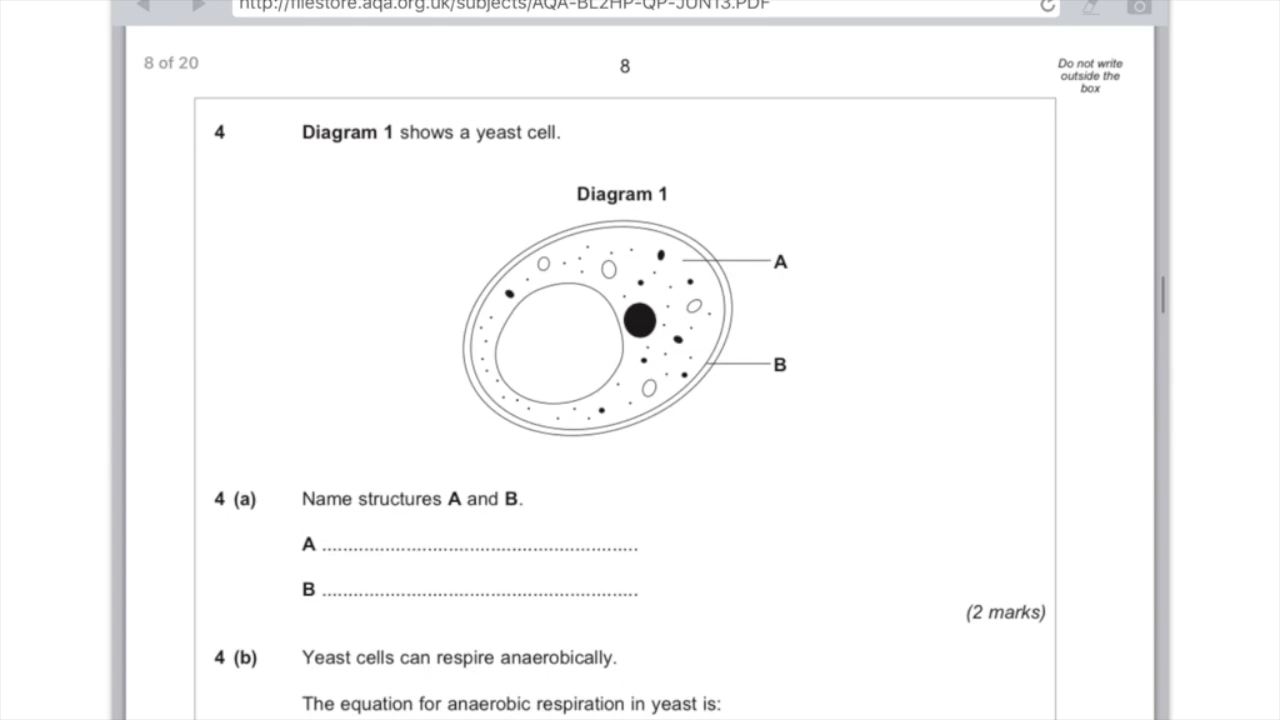 http://filestore.aqa.org.uk/subjects/AQA-BL2HP-QP-JUN13.PDF
8 of 20
8
Do not write
outside the
box
4 Diagram 1 shows a yeast cell.
Diagram 1
A
B
4 (a) Name structures A and B.
A ............................................................
B ............................................................
(2 marks)
4 (b) Yeast cells can respire anaerobically.
The equation for anaerobic respiration in yeast is: